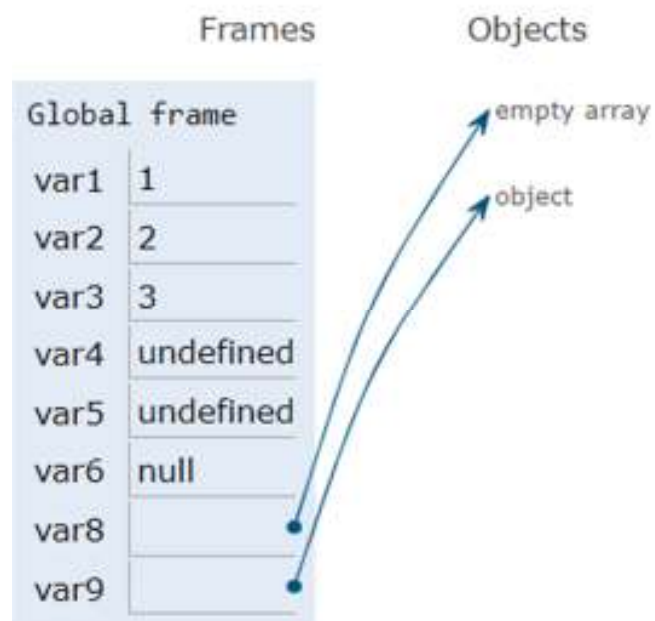 Frames Objects
Global frame
empty array
var1 1
object
var2 2
var3 3
var4 undefined
var5 undefined
var6 null
var8
var9